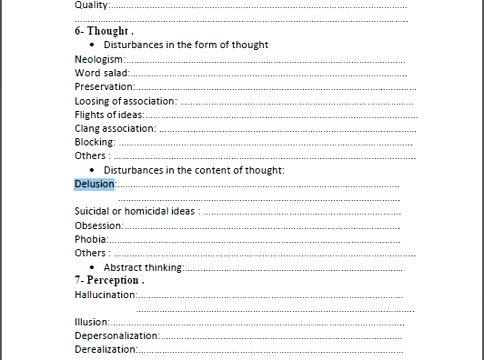 Quality:..............................................................................................
..............................................................................................................
6- Thought .
• Disturbances in the form of thought
Neologism:.........................................................................................
Word salad:........................................................................................
Preservation:.......................................................................................
Loosing of association: .......................................................................
Flights of ideas:...................................................................................
Clang association: ..............................................................................
Blocking: .............................................................................................
Others : ...............................................................................................
• Disturbances in the content of thought:
Delusion:.............................................................................................
...............................................................................................
Suicidal or homicidal ideas : ...............................................................
Obsession:...........................................................................................
Phobia:................................................................................................
Others : ...............................................................................................
• Abstract thinking:.........................................................................
7- Perception .
Hallucination:......................................................................................
..............................................................................................
Illusion:................................................................................................
Depersonalization:..............................................................................
Derealization:......................................................................................